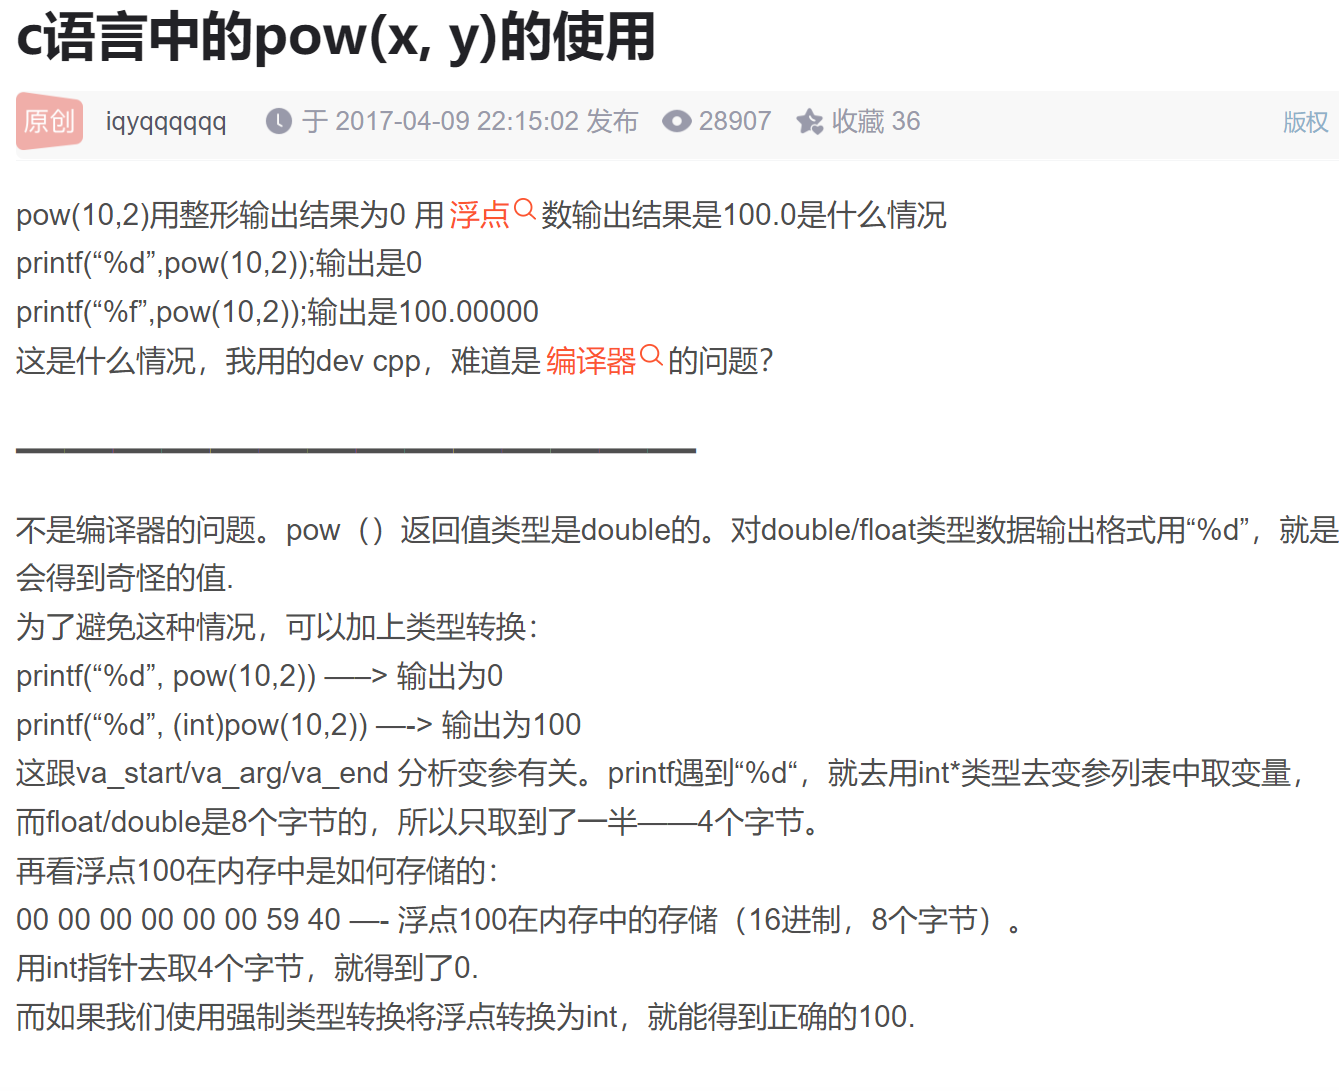 c语言中的pow(x, y)的使用
原创 iqyqqqqqq 于 2017-04-09 22:15:02 发布 28907 收藏 36 版权
pow(10,2)用整形输出结果为0 用 浮点 数输出结果是100.0是什么情况
printf(“%d”,pow(10,2));输出是0
printf(“%f”,pow(10,2));输出是100.00000
这是什么情况，我用的dev cpp，难道是 编译器 的问题？
不是编译器的问题。pow（）返回值类型是double的。对double/float类型数据输出格式用“%d”，就是
会得到奇怪的值.
为了避免这种情况，可以加上类型转换：
printf(“%d”, pow(10,2)) —–> 输出为0
printf(“%d”, (int)pow(10,2)) —-> 输出为100
这跟va_start/va_arg/va_end 分析变参有关。printf遇到“%d“，就去用int*类型去变参列表中取变量，
而float/double是8个字节的，所以只取到了一半——4个字节。
再看浮点100在内存中是如何存储的：
00 00 00 00 00 00 59 40 —- 浮点100在内存中的存储（16进制，8个字节）。
用int指针去取4个字节，就得到了0.
而如果我们使用强制类型转换将浮点转换为int，就能得到正确的100.